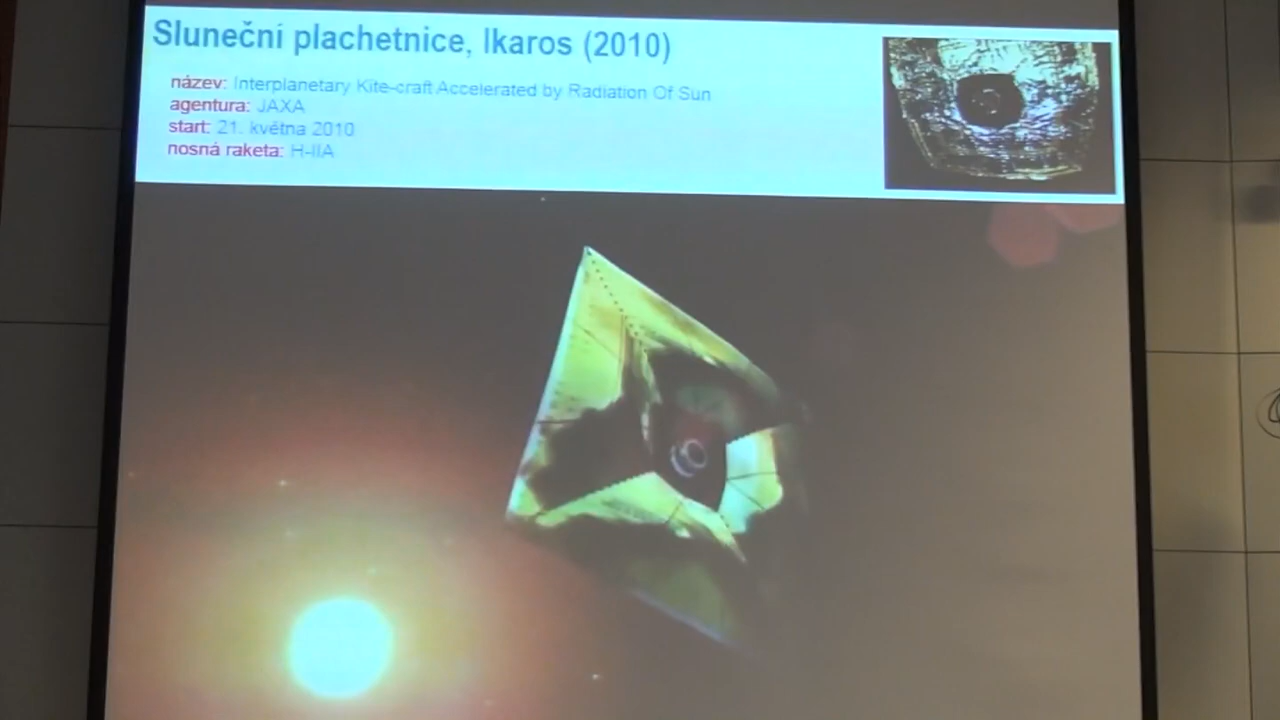 Sluneční plachetnice, Ikaros (2010)
název: Interplanetary Kite-craft Accelerated by Radiation Of Sun
agentura: JAXA
start: 21. května 2010
nosná raketa: H-IIA